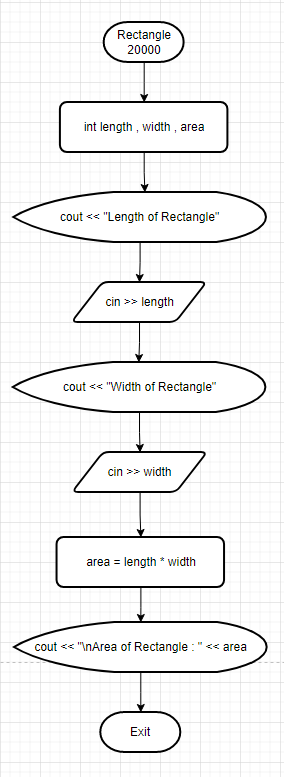 Rectangle
20000
int length , width , area
cout << "Length of Rectangle"
cin >> length
cout << "Width of Rectangle"
cin >> width
area = length * width
cout << "\nArea of Rectangle : " << area
Exit